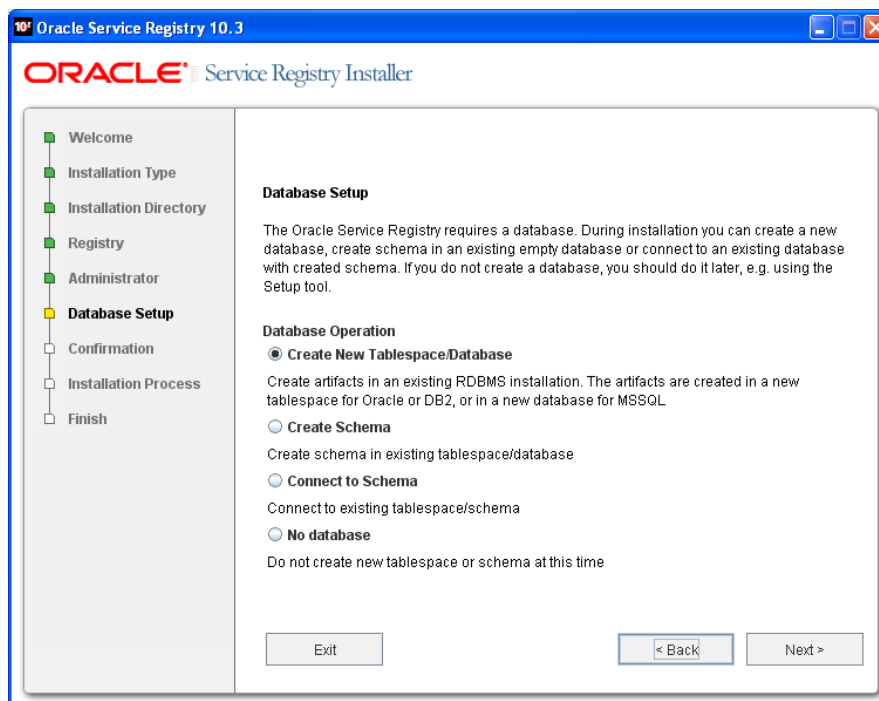 10g Oracle Service Registry 10.3
ORACLE Service Registry Installer
Welcome
Installation Type
Installation Directory
Registry
Administrator
Database Setup
Confirmation
Installation Process
Finish
Database Setup
The Oracle Service Registry requires a database. During installation you can create a new
database, create schema in an existing empty database or connect to an existing database
with created schema. If you do not create a database, you should do it later, e.g. using the
Setup tool.
Database Operation
Create New Tablespace/Database
Create artifacts in an existing RDBMS installation. The artifacts are created in a new
tablespace for Oracle or DB2, or in a new database for MSSQL
Create Schema
Create schema in existing tablespace/database
Connect to Schema
Connect to existing tablespace/schema
No database
Do not create new tablespace or schema at this time
Exit
< Back
Next >